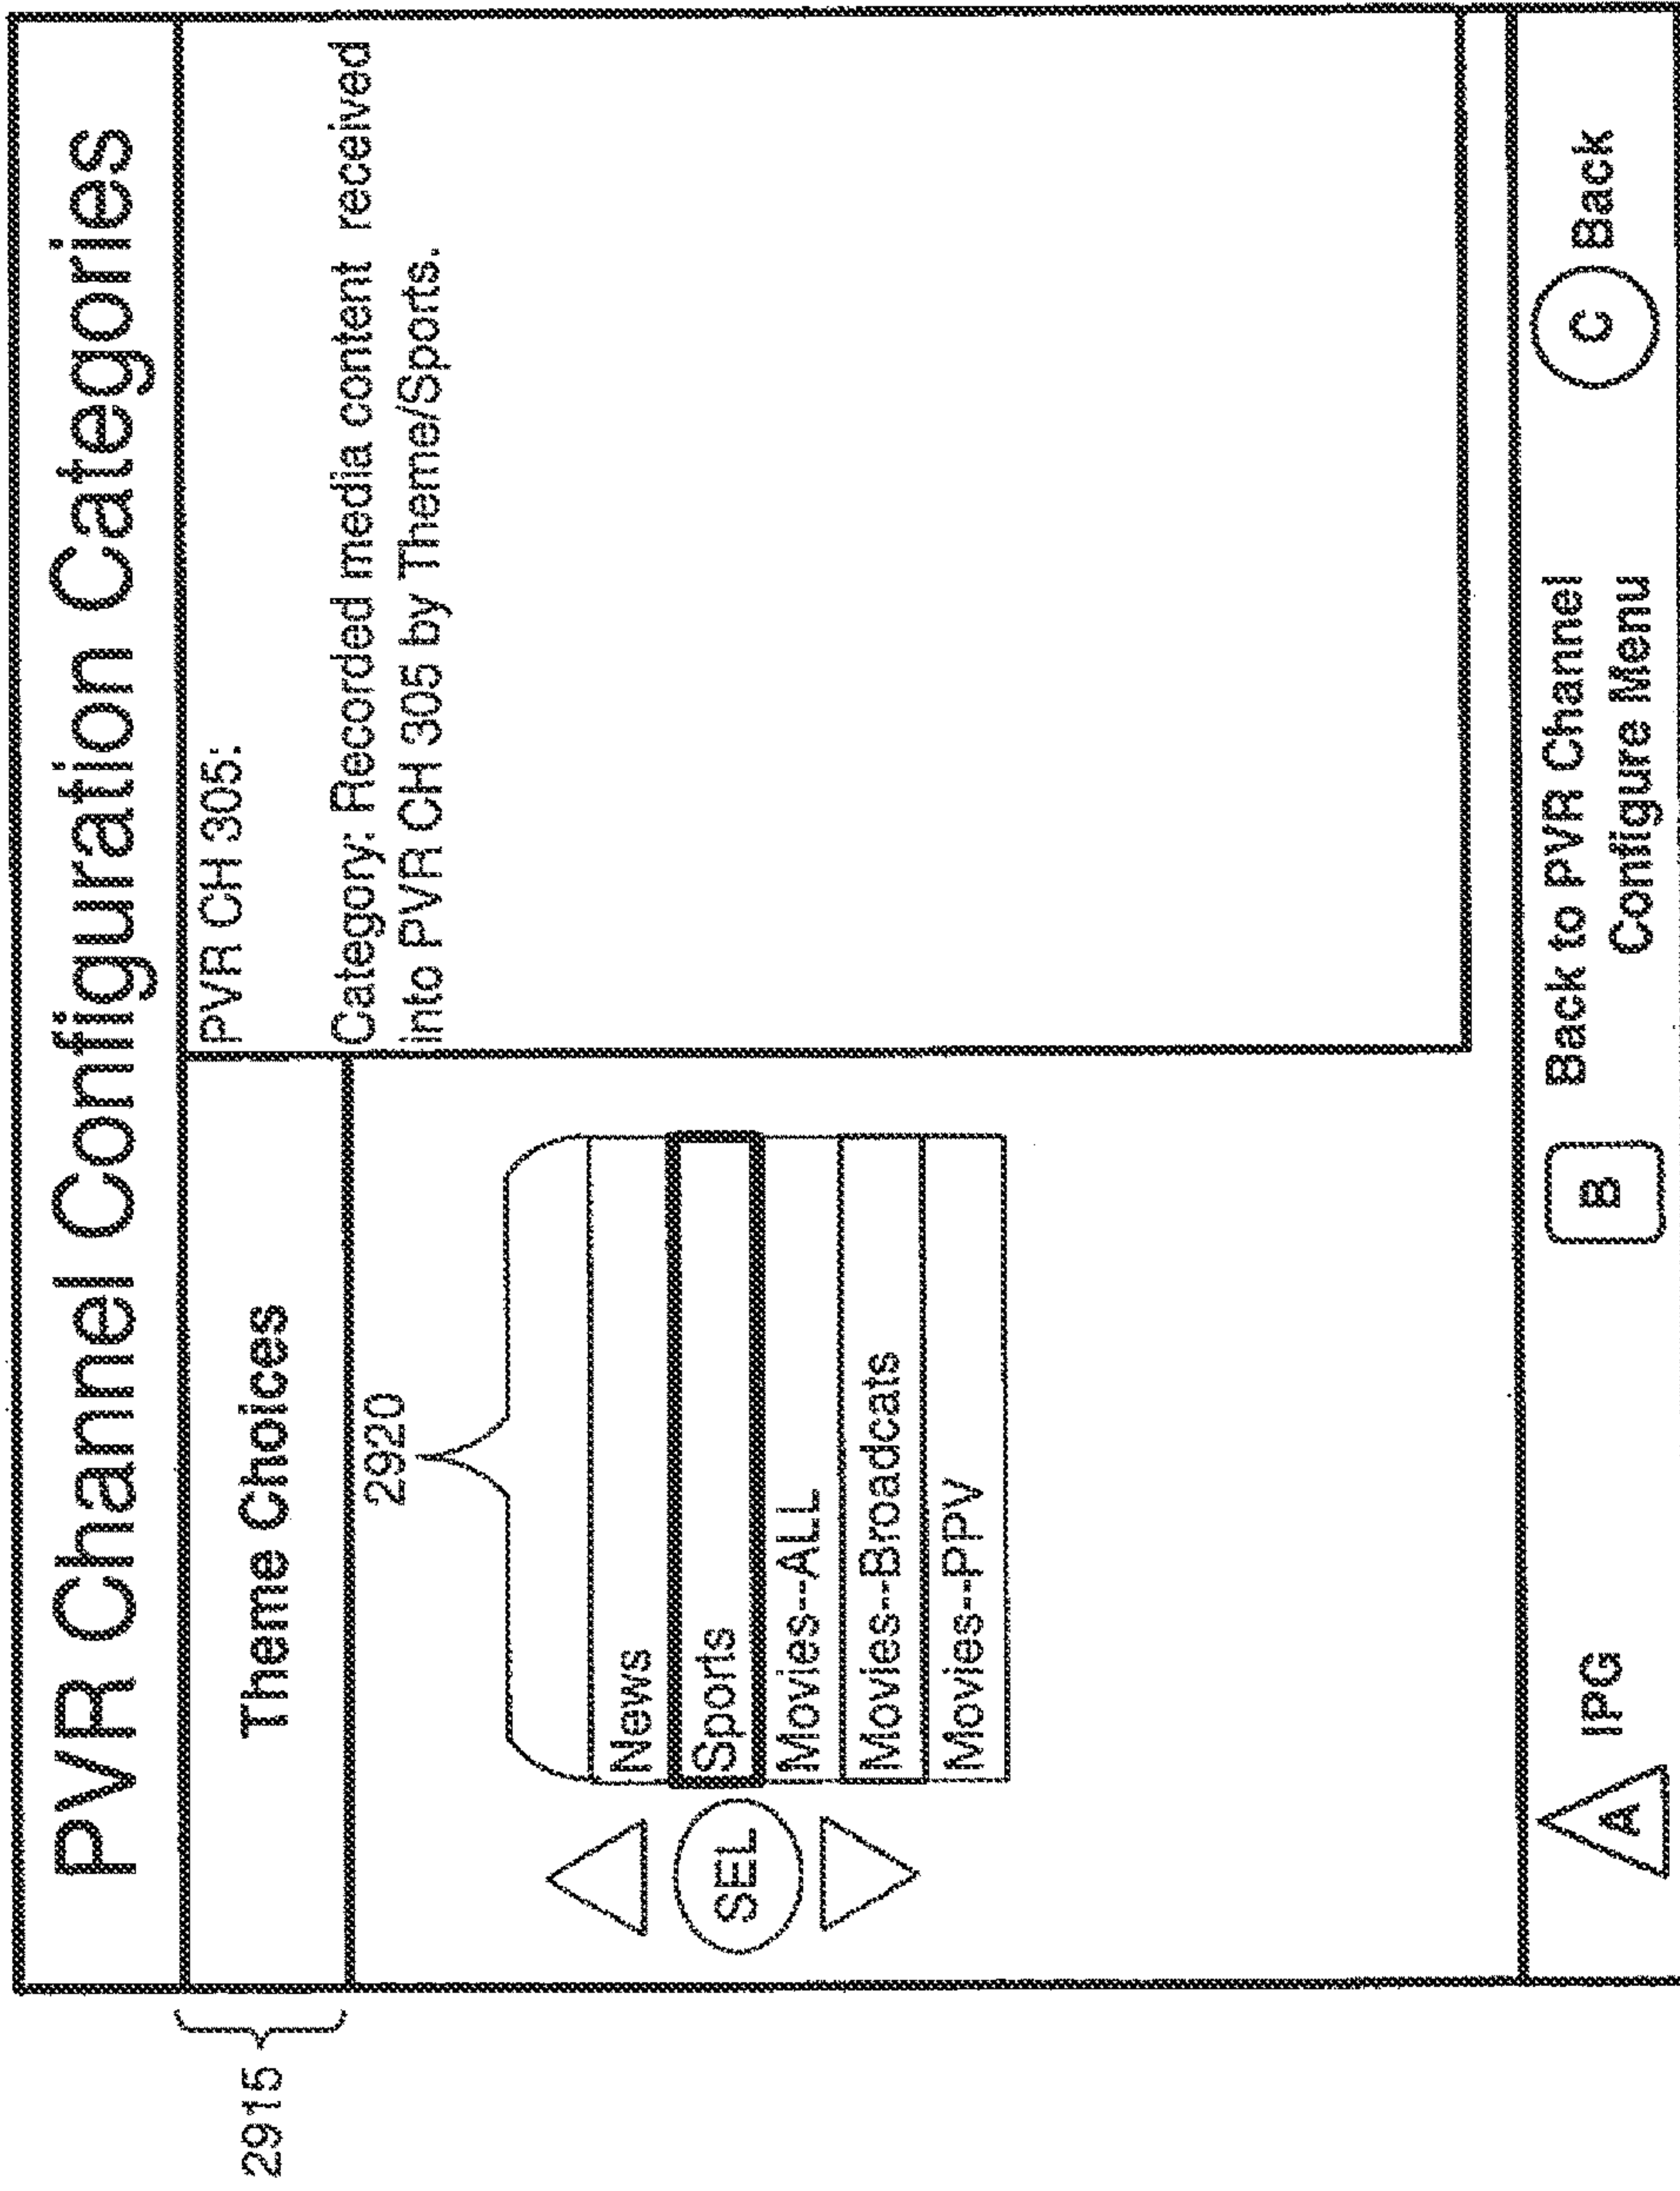 PVR Channel Configuration Categories
2915
Theme Choices
PVR CH 305:
Category: Recorded media content received
into PVR CH 305 by Theme/Sports.
2920
News
Sports
Movies--ALL
Movies--Broadcats
Movies--PPV
SEL
A
IPG
B
Back to PVR Channel
Configure Menu
C
Back